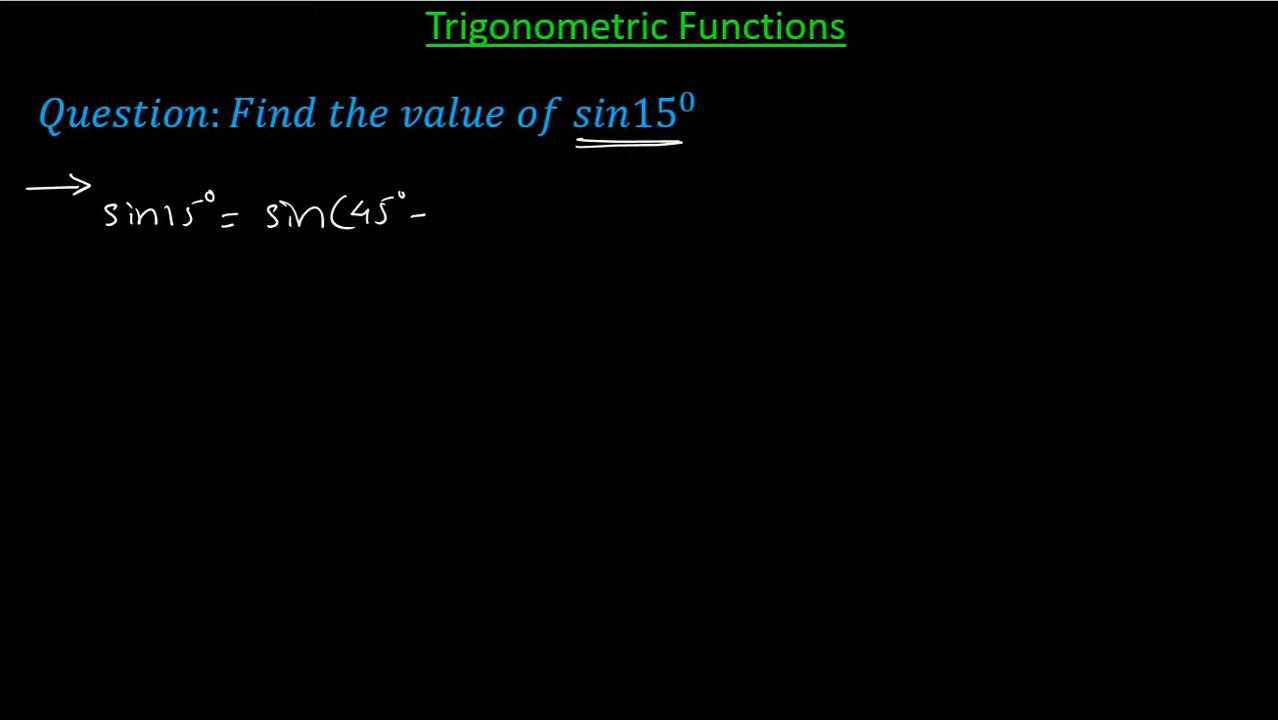 Trigonometric Functions
Question: Find the value of sin15⁰
sin15° = sin(45° -